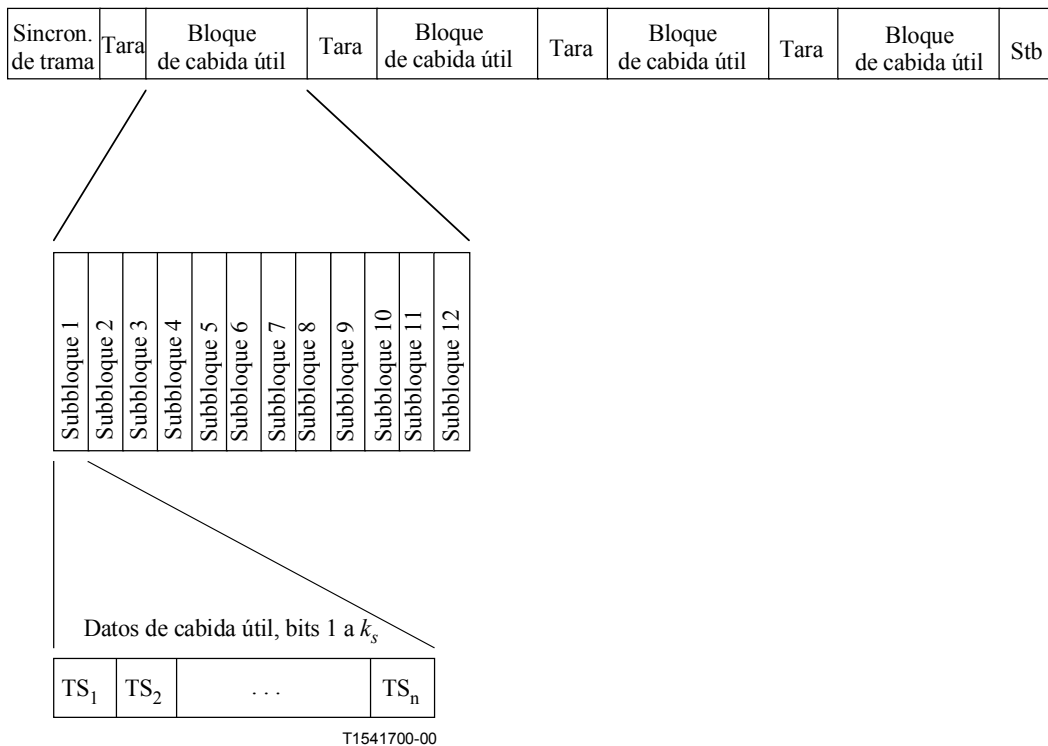 Sincron. de trama
Tara
Bloque de cabida útil
Tara
Bloque de cabida útil
Tara
Bloque de cabida útil
Tara
Bloque de cabida útil
Stb
Subbloque 1
Subbloque 2
Subbloque 3
Subbloque 4
Subbloque 5
Subbloque 6
Subbloque 7
Subbloque 8
Subbloque 9
Subbloque 10
Subbloque 11
Subbloque 12
Datos de cabida útil, bits 1 a kₛ
TS₁
TS₂
. . .
TSₙ
T1541700-00